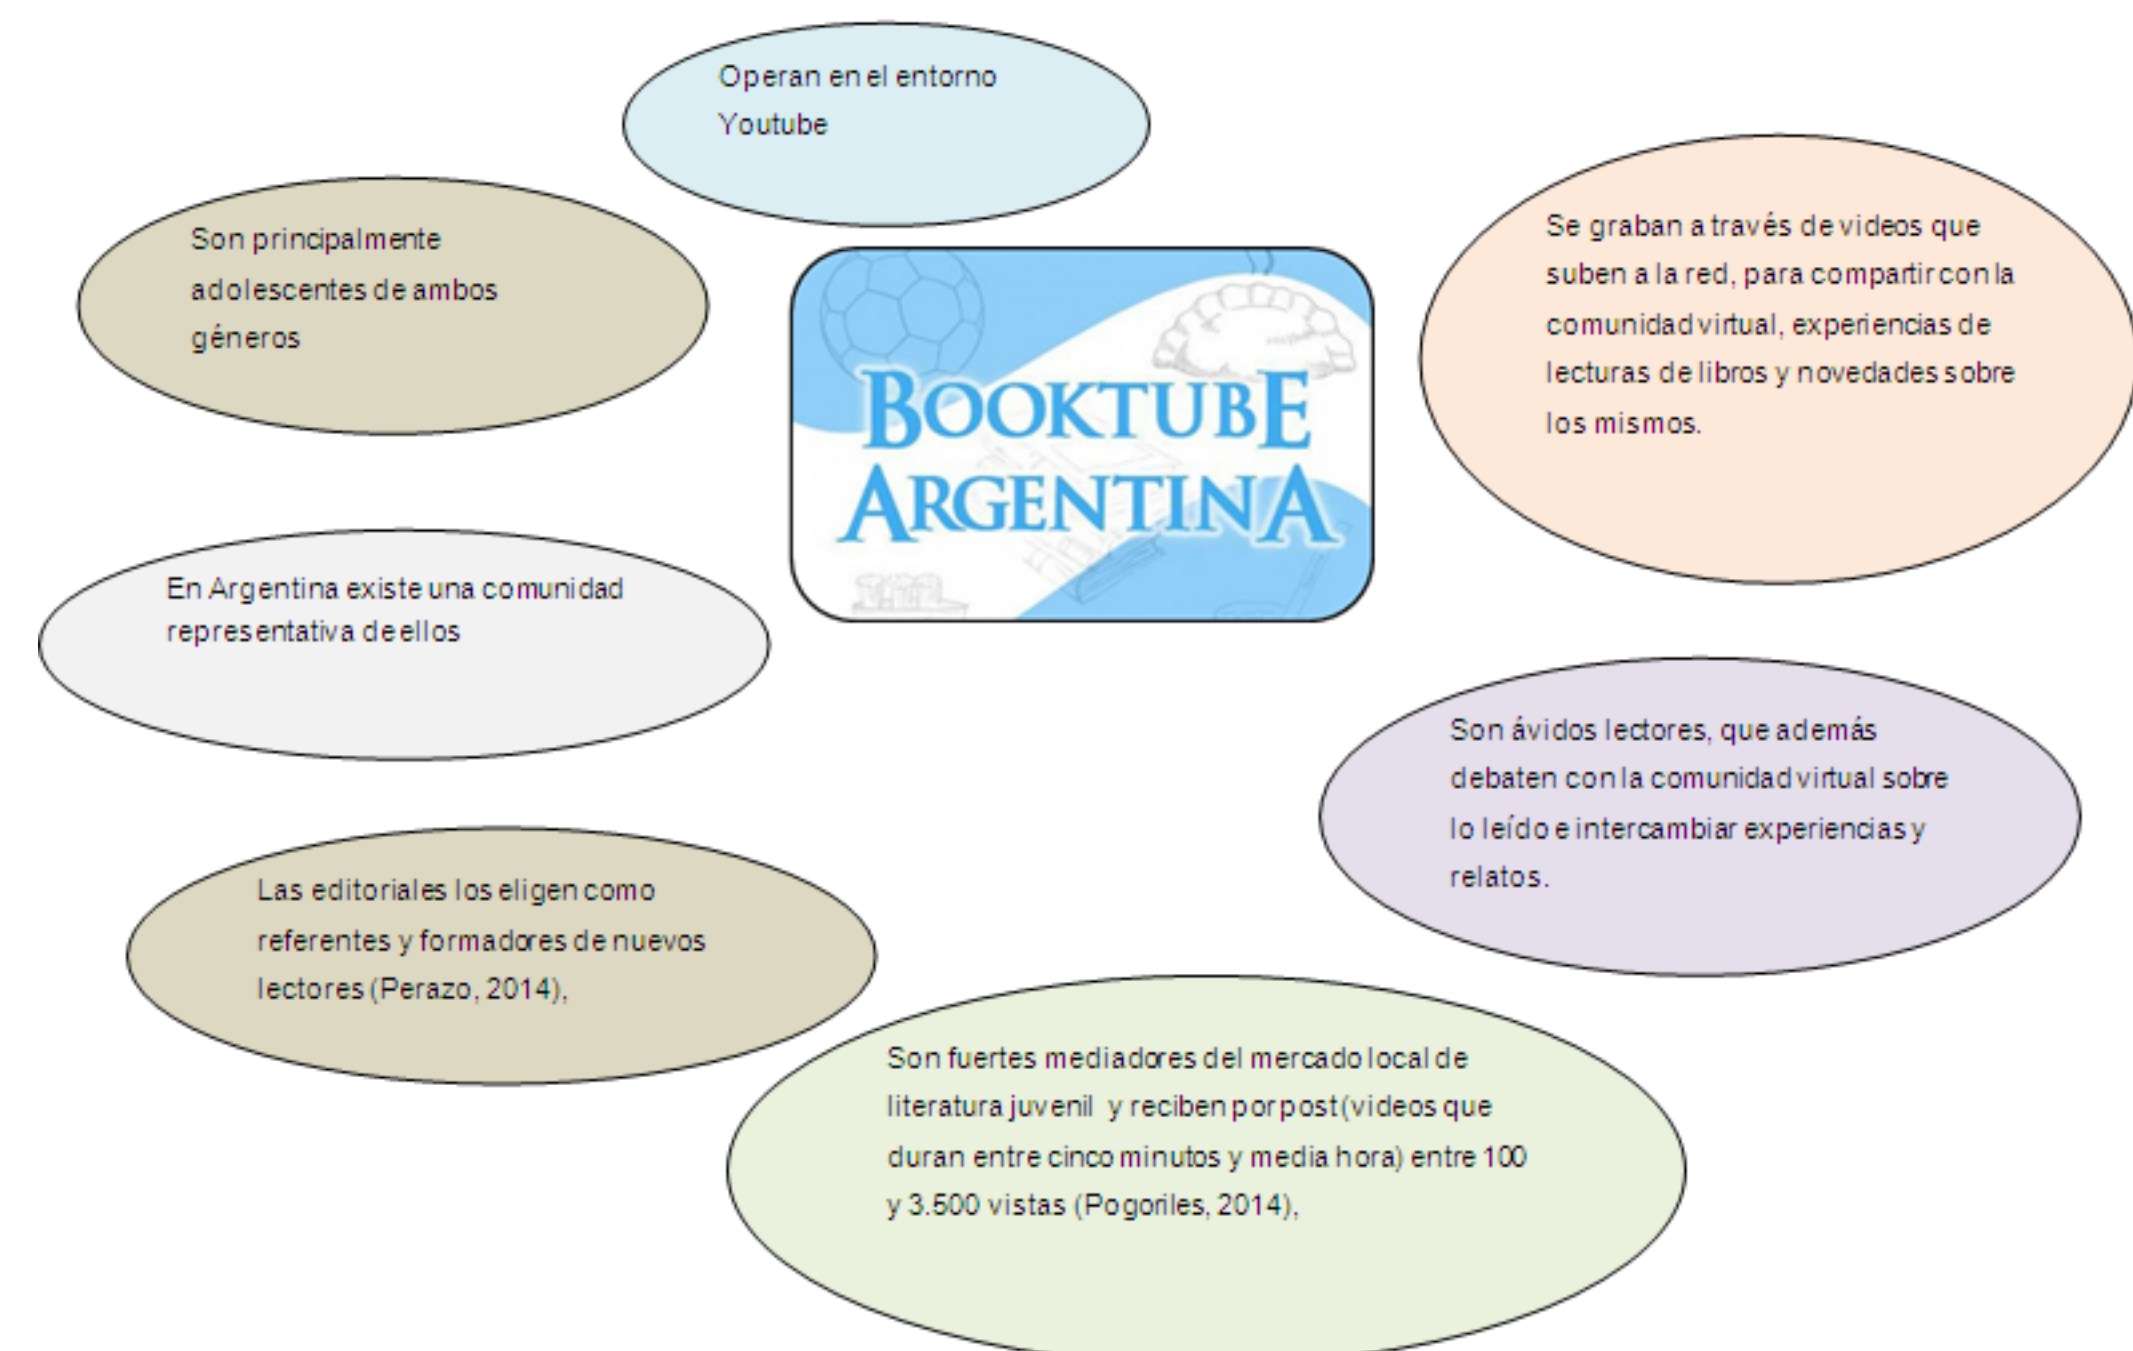 Operan en el entorno
Youtube
Son principalmente
adolescentes de ambos
géneros
Se graban a través de videos que
suben a la red, para compartir con la
comunidad virtual, experiencias de
lecturas de libros y novedades sobre
los mismos.
BOOKTUBE
ARGENTINA
En Argentina existe una comunidad
representativa de ellos
Son ávidos lectores, que además
debaten con la comunidad virtual sobre
lo leído e intercambiar experiencias y
relatos.
Las editoriales los eligen como
referentes y formadores de nuevos
lectores (Perazo, 2014),
Son fuertes mediadores del mercado local de
literatura juvenil y reciben por post (videos que
duran entre cinco minutos y media hora) entre 100
y 3.500 vistas (Pogoriles, 2014),